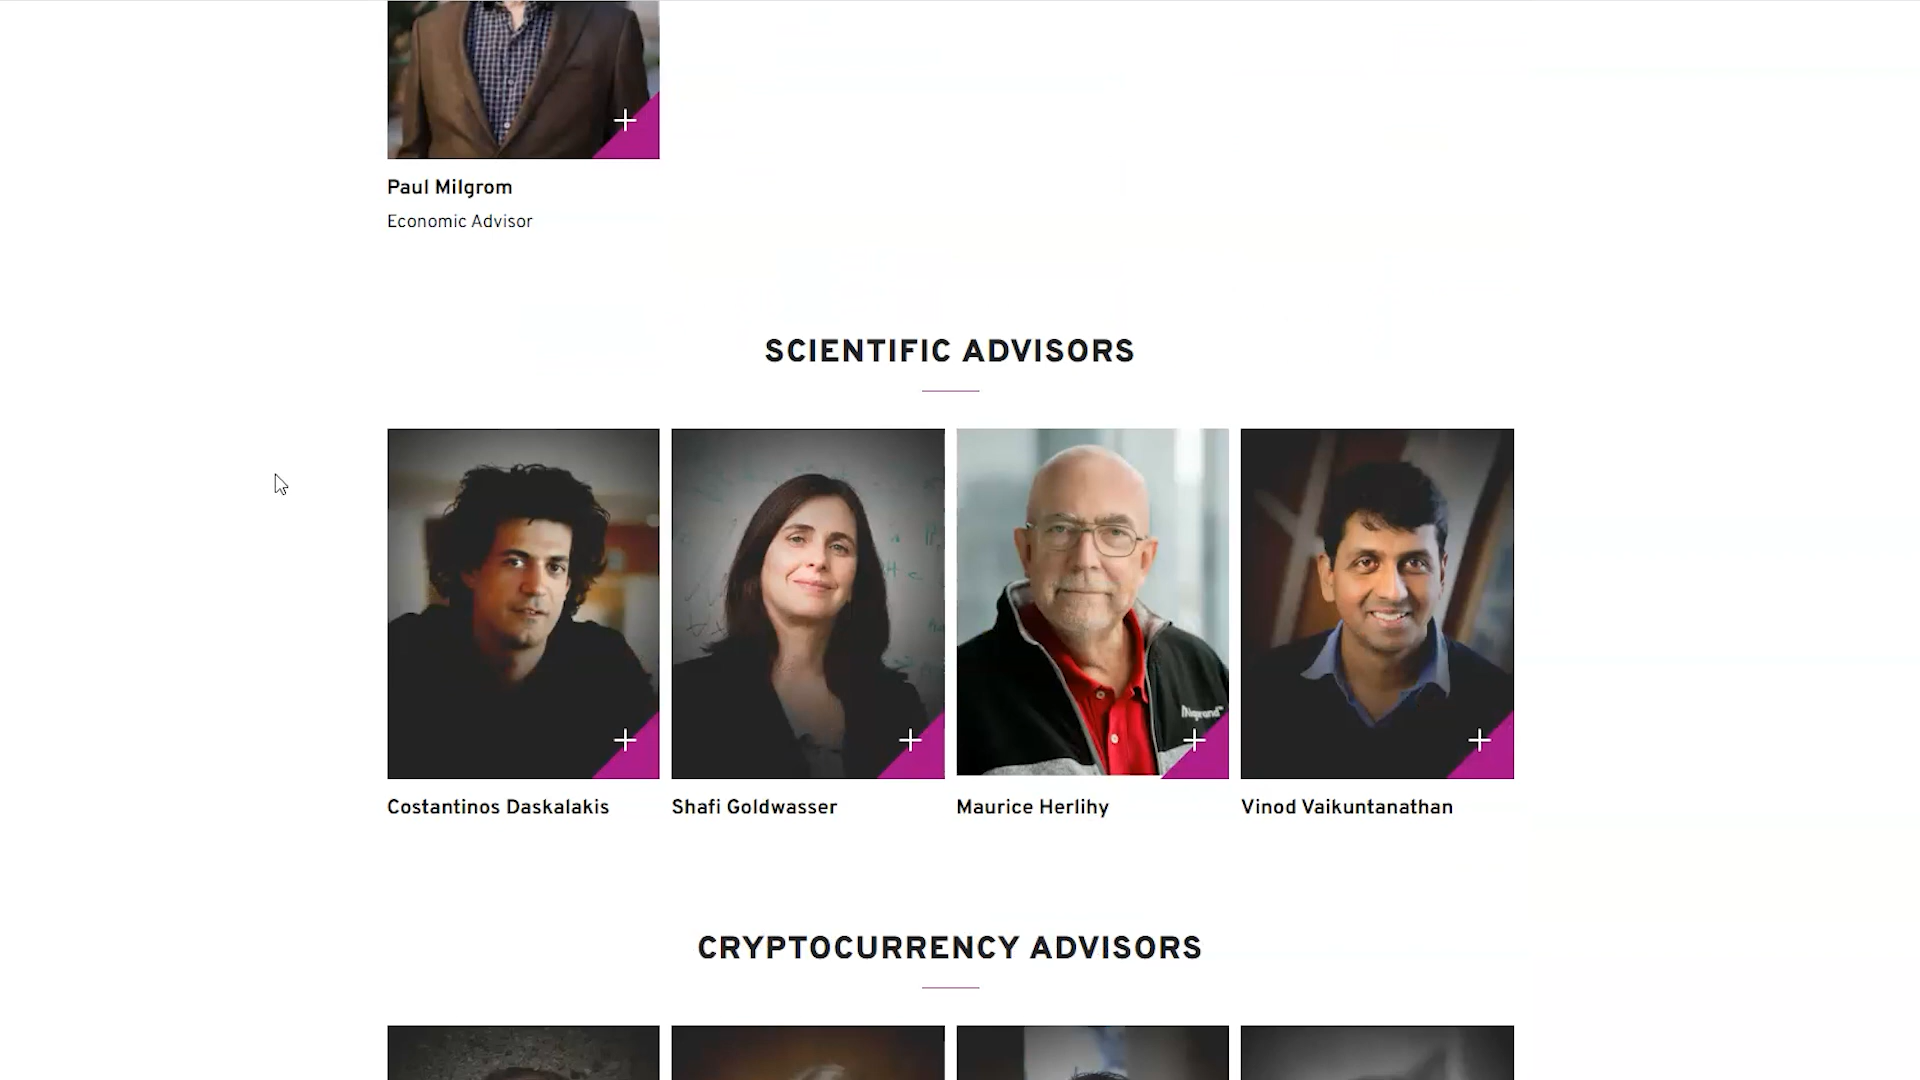 Paul Milgrom
Economic Advisor
SCIENTIFIC ADVISORS
Costantinos Daskalakis
Shafi Goldwasser
Maurice Herlihy
Vinod Vaikuntanathan
CRYPTOCURRENCY ADVISORS